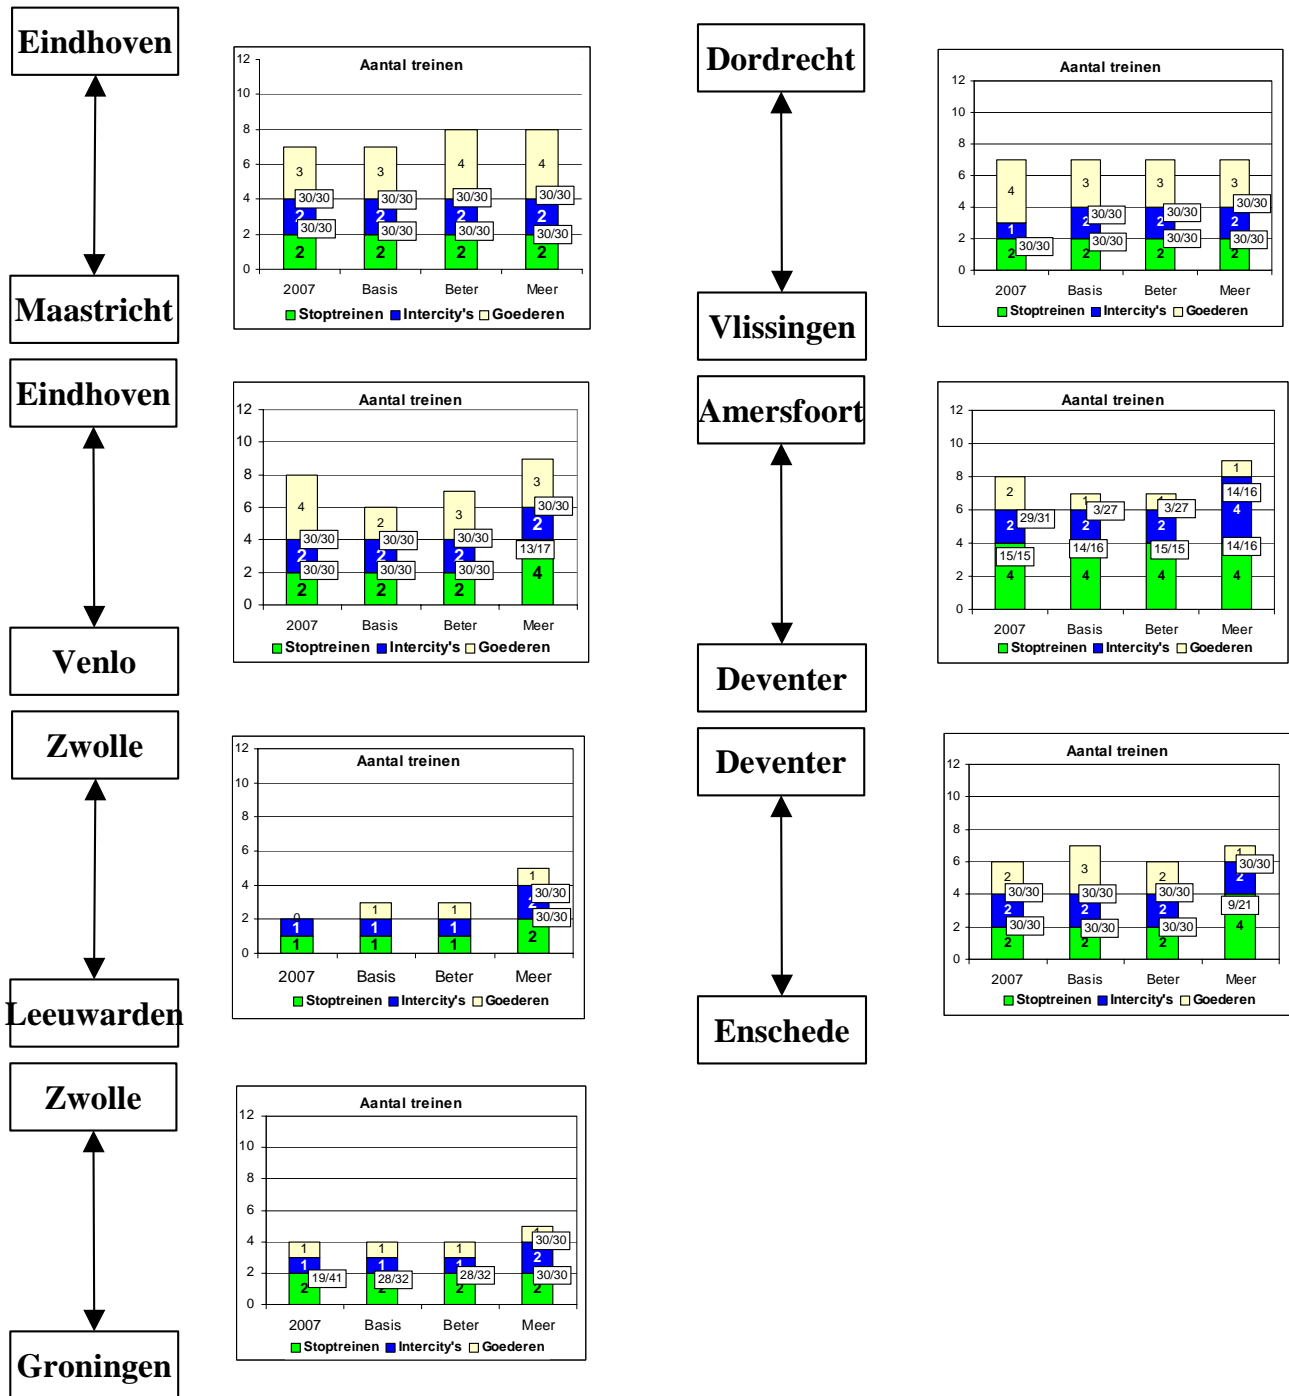 Eindhoven
Maastricht
Aantal treinen
12
10
8
6
4
2
0
3 3 4 4
30/30 30/30 30/30 30/30
2 2 2 2
30/30 30/30 30/30 30/30
2 2 2 2
2007 Basis Beter Meer
Stoptreinen Intercity's Goederen
Dordrecht
Vlissingen
Aantal treinen
12
10
8
6
4
2
0
4 3 3 3
30/30 30/30 30/30
1 2 2 2
30/30 30/30 30/30 30/30
2 2 2 2
2007 Basis Beter Meer
Stoptreinen Intercity's Goederen
Eindhoven
Venlo
Aantal treinen
12
10
8
6
4
2
0
4 2 3 3
30/30 30/30 30/30 30/30
2 2 2 2
30/30 30/30 30/30 13/17
2 2 2 4
2007 Basis Beter Meer
Stoptreinen Intercity's Goederen
Amersfoort
Deventer
Aantal treinen
12
10
8
6
4
2
0
2 1 1 1
29/31 3/27 3/27 14/16
2 2 2 4
15/15 14/16 15/15 14/16
4 4 4 4
2007 Basis Beter Meer
Stoptreinen Intercity's Goederen
Zwolle
Leeuwarden
Aantal treinen
12
10
8
6
4
2
0
0 1 1 1
30/30
1 1 1 2
30/30
1 1 1 2
2007 Basis Beter Meer
Stoptreinen Intercity's Goederen
Deventer
Enschede
Aantal treinen
12
10
8
6
4
2
0
2 3 2 1
30/30 30/30 30/30 30/30
2 2 2 2
30/30 30/30 30/30 9/21
2 2 2 4
2007 Basis Beter Meer
Stoptreinen Intercity's Goederen
Zwolle
Groningen
Aantal treinen
12
10
8
6
4
2
0
1 1 1 1
30/30
1 1 1 2
19/41 28/32 28/32 30/30
2 2 2 2
2007 Basis Beter Meer
Stoptreinen Intercity's Goederen